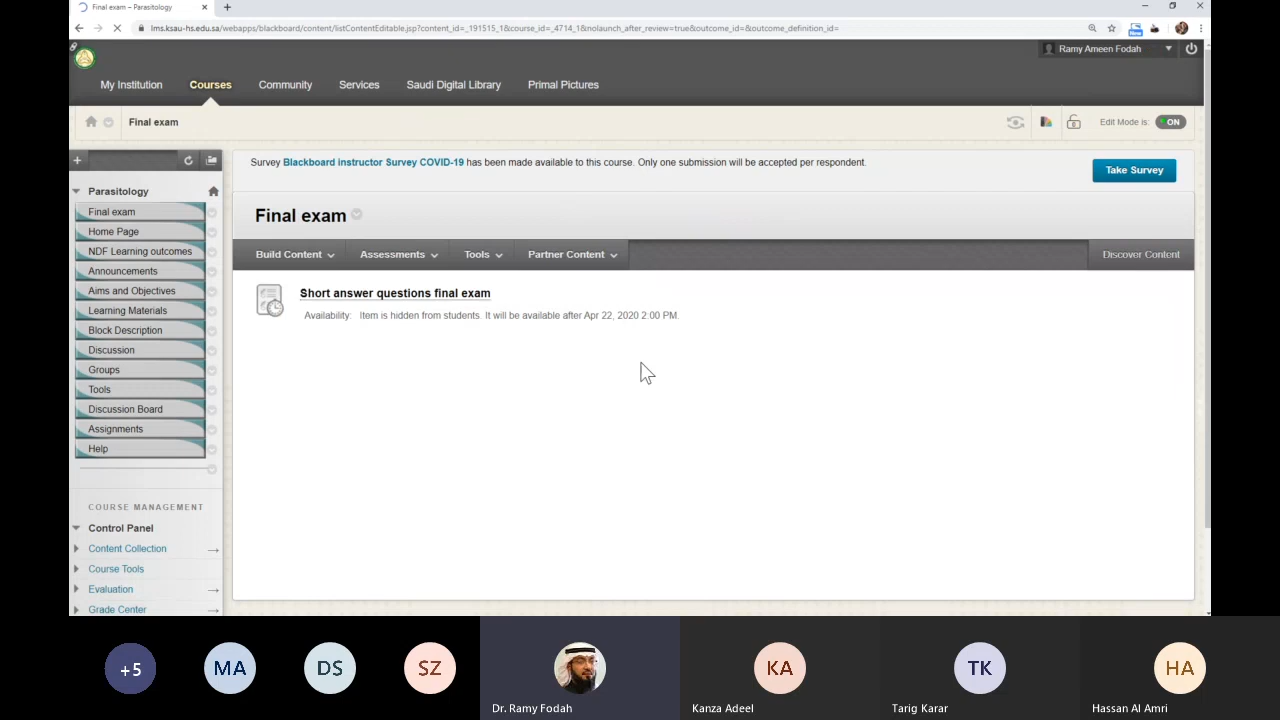 Final exam – Parasitology
lms.ksau-hs.edu.sa/webapps/blackboard/content/listContentEditable.jsp?content_id=_191515_1&course_id=_4714_1&nolaunch_after_review=true&outcome_id=&outcome_definition_id=
New
Ramy Ameen Fodah
My Institution
Courses
Community
Services
Saudi Digital Library
Primal Pictures
Final exam
Edit Mode is:
ON
Parasitology
Final exam
Home Page
NDF Learning outcomes
Announcements
Aims and Objectives
Learning Materials
Block Description
Discussion
Groups
Tools
Discussion Board
Assignments
Help
COURSE MANAGEMENT
Control Panel
Content Collection
Course Tools
Evaluation
Grade Center
Survey Blackboard instructor Survey COVID-19 has been made available to this course. Only one submission will be accepted per respondent.
Take Survey
Final exam
Build Content
Assessments
Tools
Partner Content
Discover Content
Short answer questions final exam
Availability: Item is hidden from students. It will be available after Apr 22, 2020 2:00 PM.
+5
MA
DS
SZ
Dr. Ramy Fodah
KA
Kanza Adeel
TK
Tarig Karar
HA
Hassan Al Amri